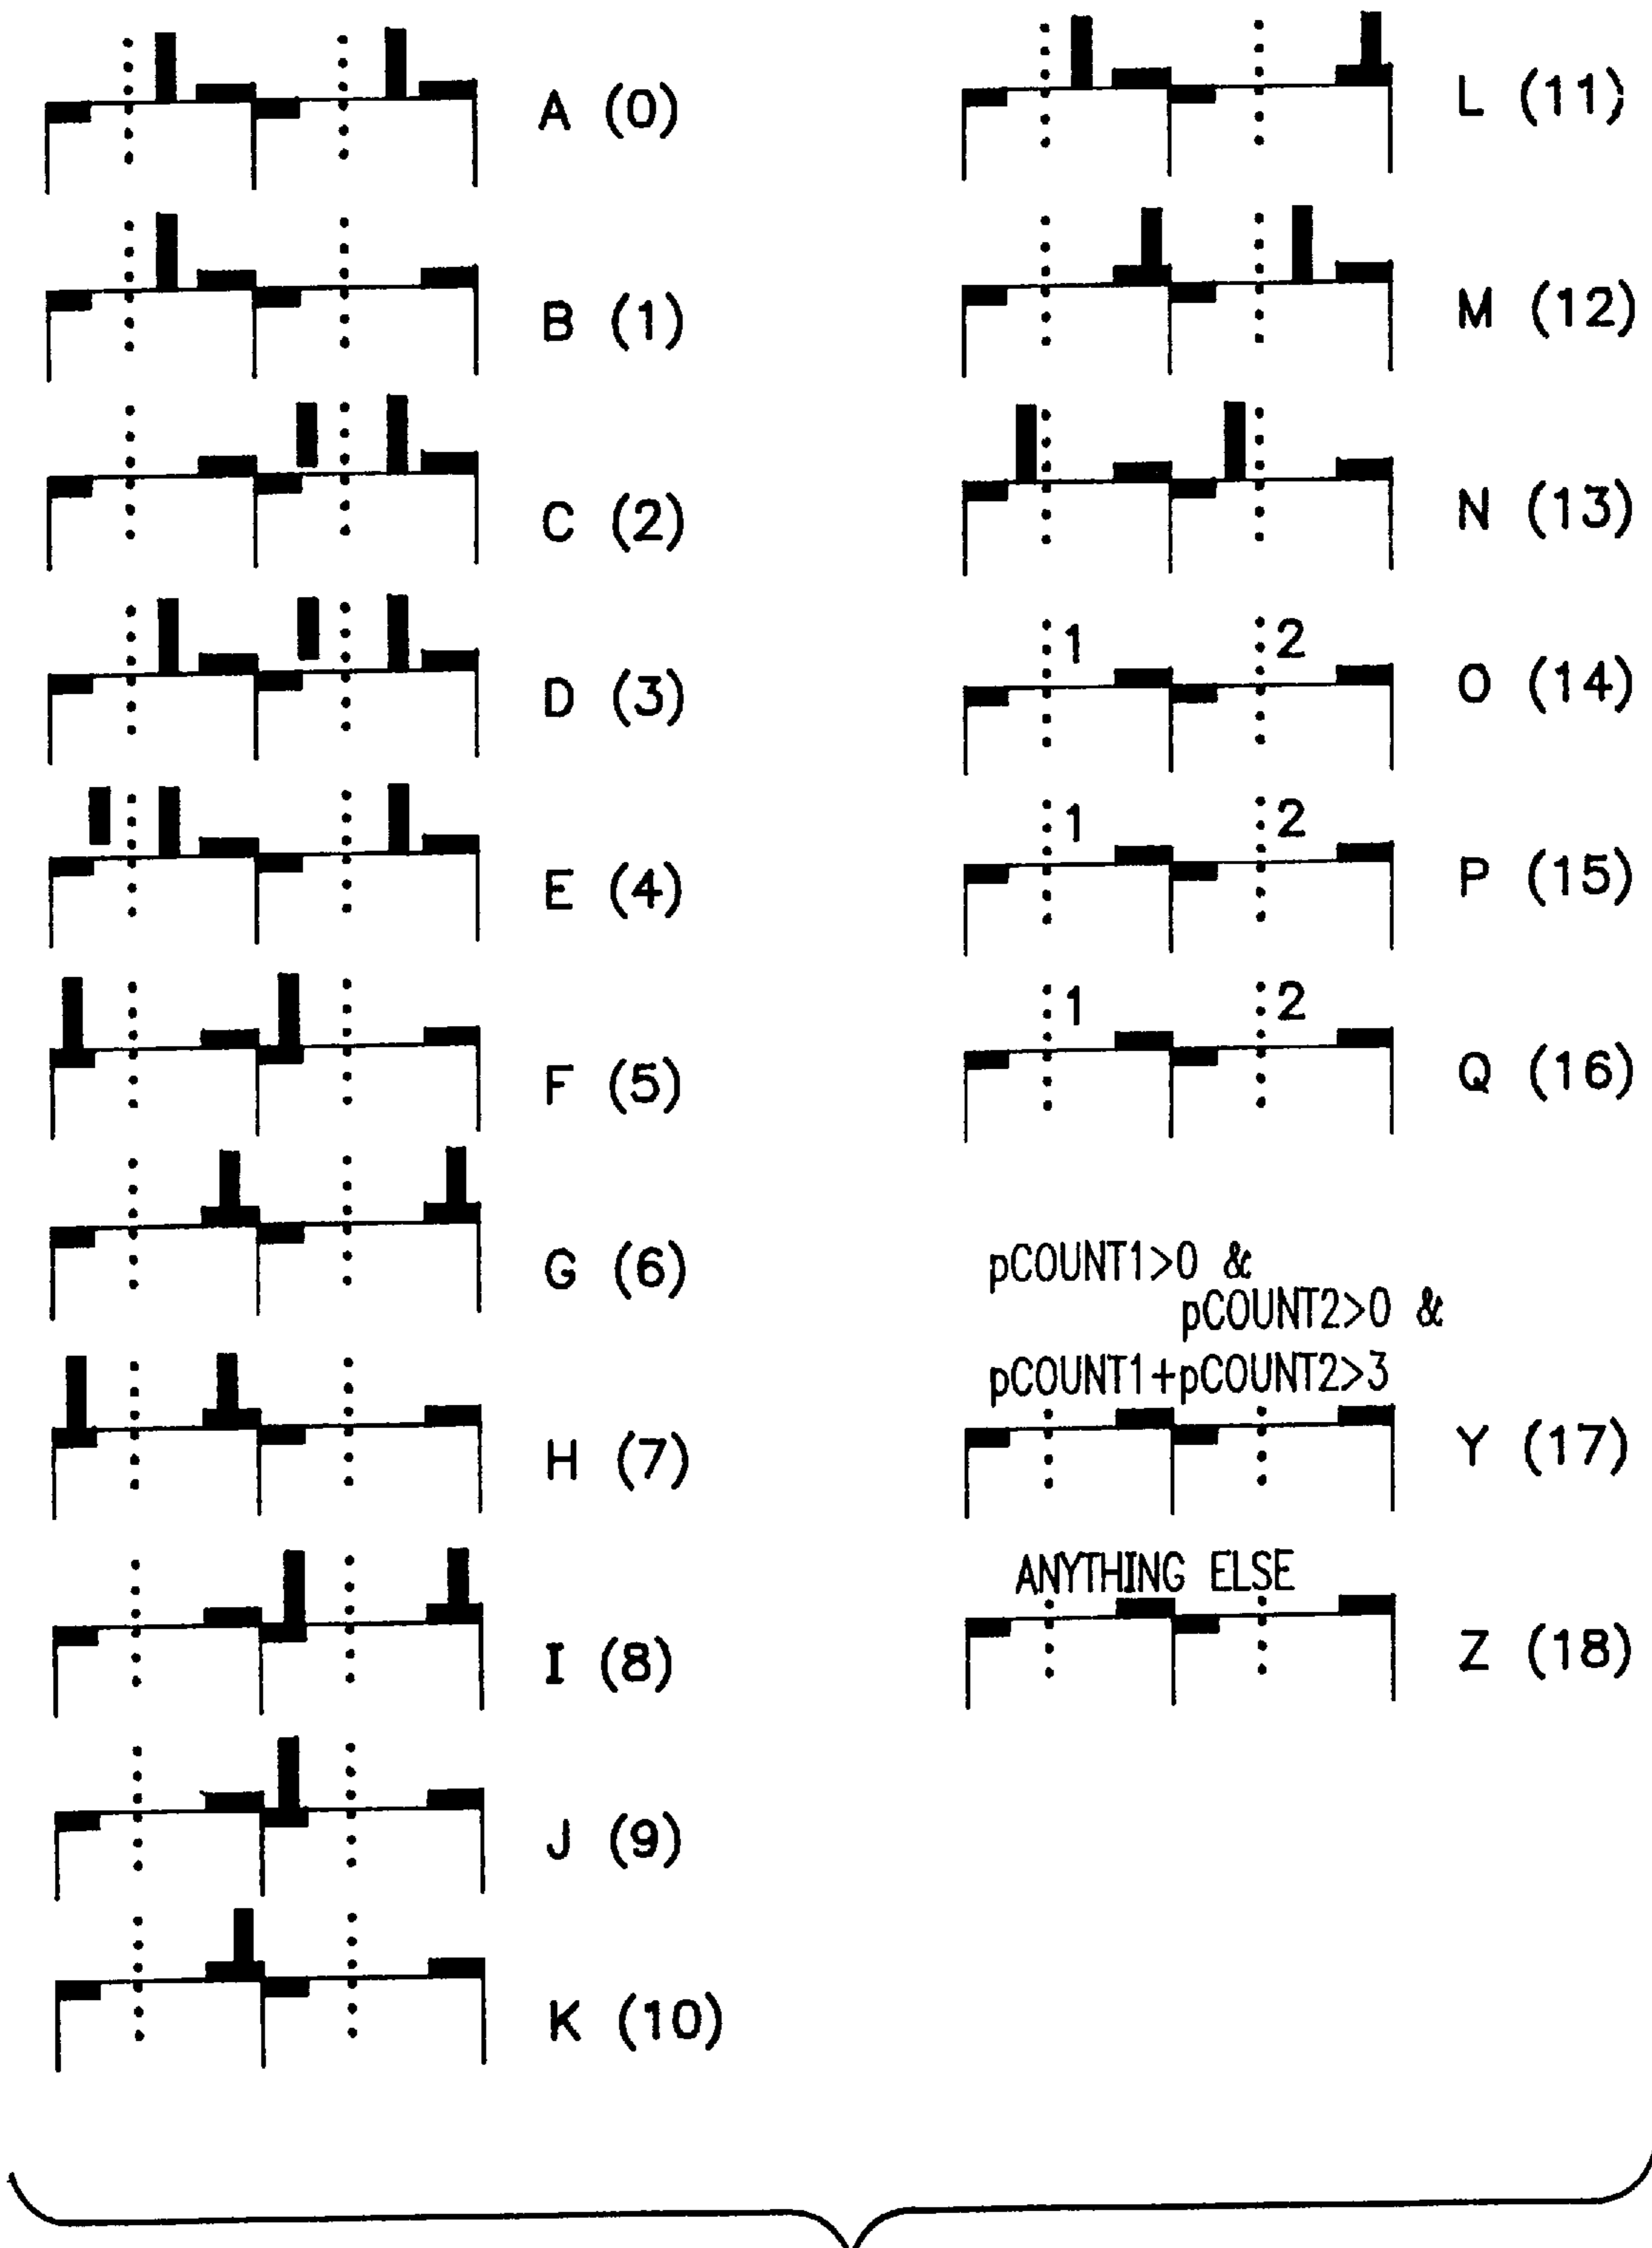 A (0)
B (1)
C (2)
D (3)
E (4)
F (5)
G (6)
H (7)
I (8)
J (9)
K (10)
L (11)
M (12)
N (13)
1 2
O (14)
1 2
P (15)
1 2
Q (16)
pCOUNT1>0 &
pCOUNT2>0 &
pCOUNT1+pCOUNT2>3
Y (17)
ANYTHING ELSE
Z (18)